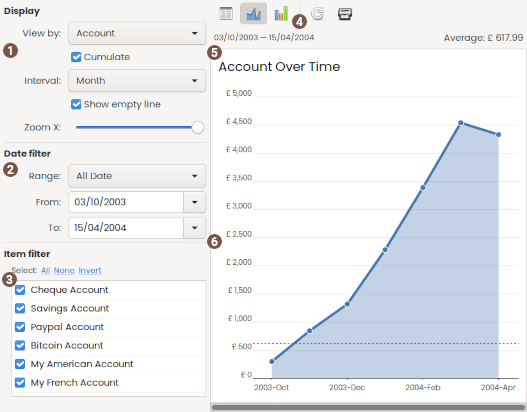 Display
View by: Account
1
Cumulate
Interval: Month
Show empty line
Zoom X:
Date filter
2
Range: All Date
From: 03/10/2003
To: 15/04/2004
Item filter
Select: All None Invert
3
Cheque Account
Savings Account
Paypal Account
Bitcoin Account
My American Account
My French Account
4
03/10/2003 — 15/04/2004 Average: £ 617.99
5
Account Over Time
£ 5,000
£ 4,500
£ 4,000
£ 3,500
£ 3,000
6
£ 2,500
£ 2,000
£ 1,500
£ 1,000
£ 500
£ 0
2003-Oct 2003-Dec 2004-Feb 2004-Apr